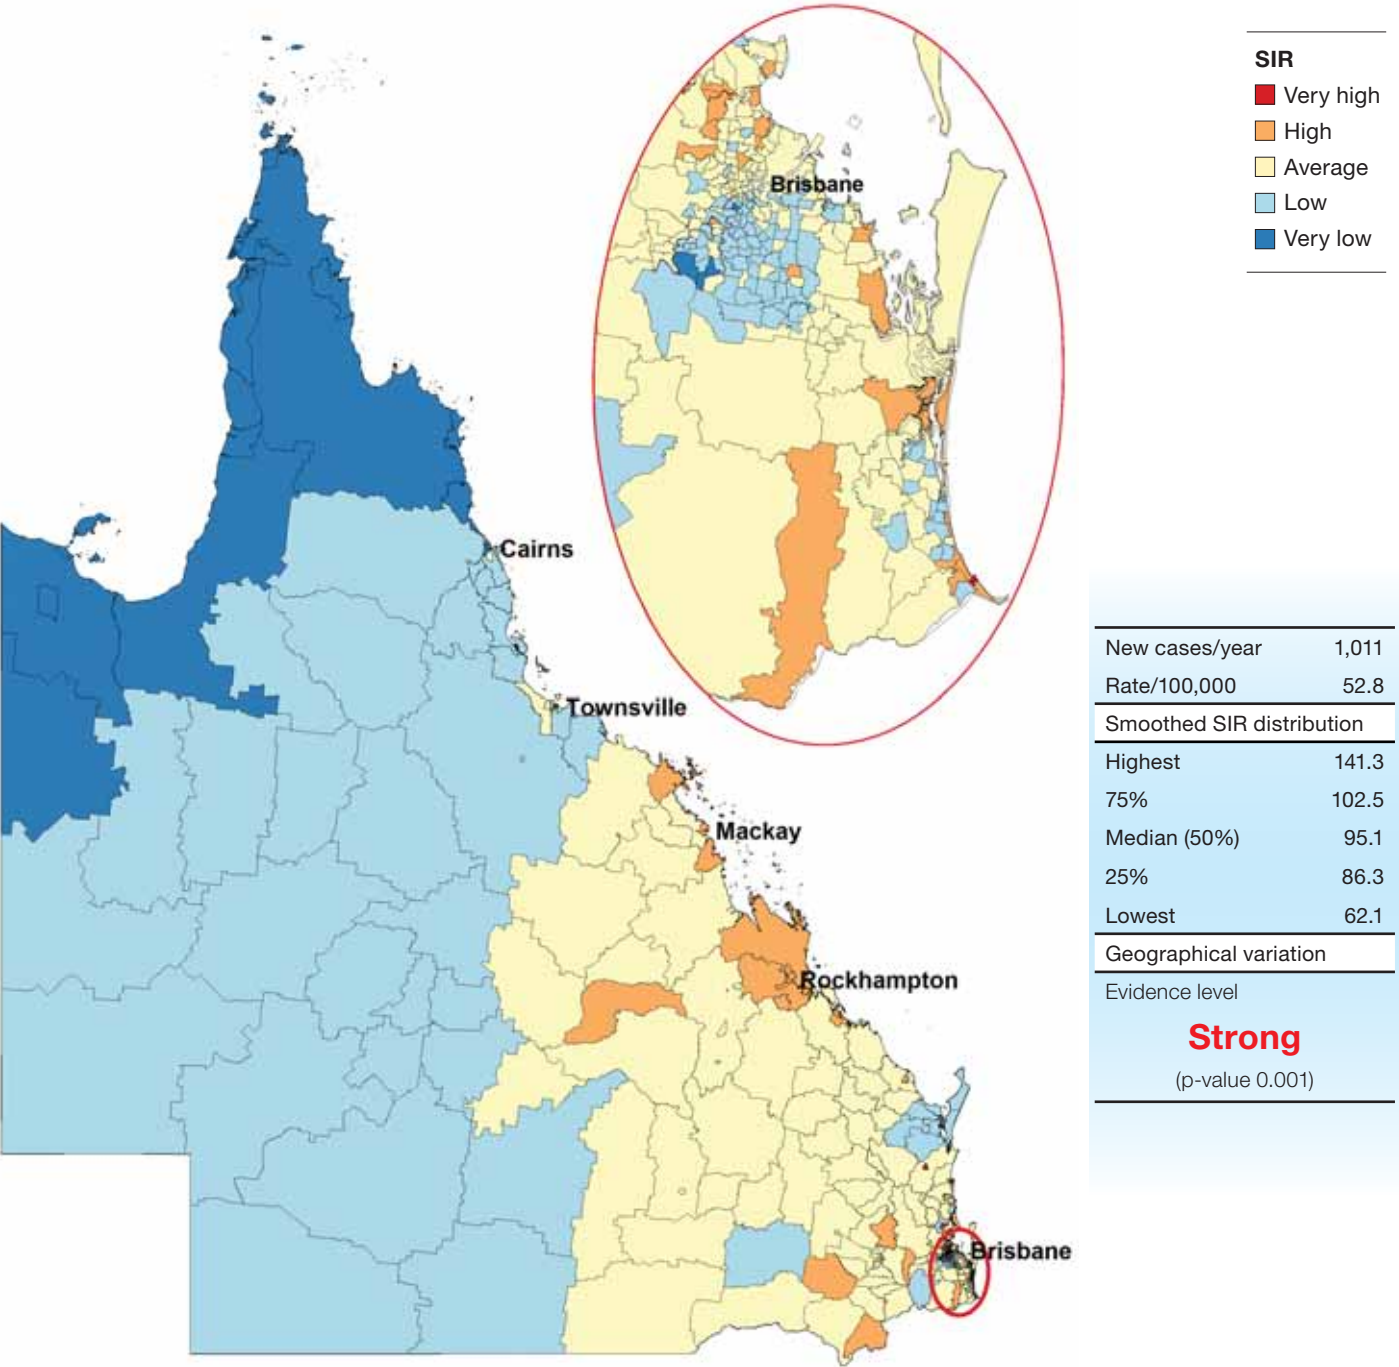 Brisbane
Cairns
Townsville
Mackay
Rockhampton
Brisbane
SIR
Very high
High
Average
Low
Very low
New cases/year 1,011
Rate/100,000 52.8
Smoothed SIR distribution
Highest 141.3
75% 102.5
Median (50%) 95.1
25% 86.3
Lowest 62.1
Geographical variation
Evidence level
Strong
(p-value 0.001)